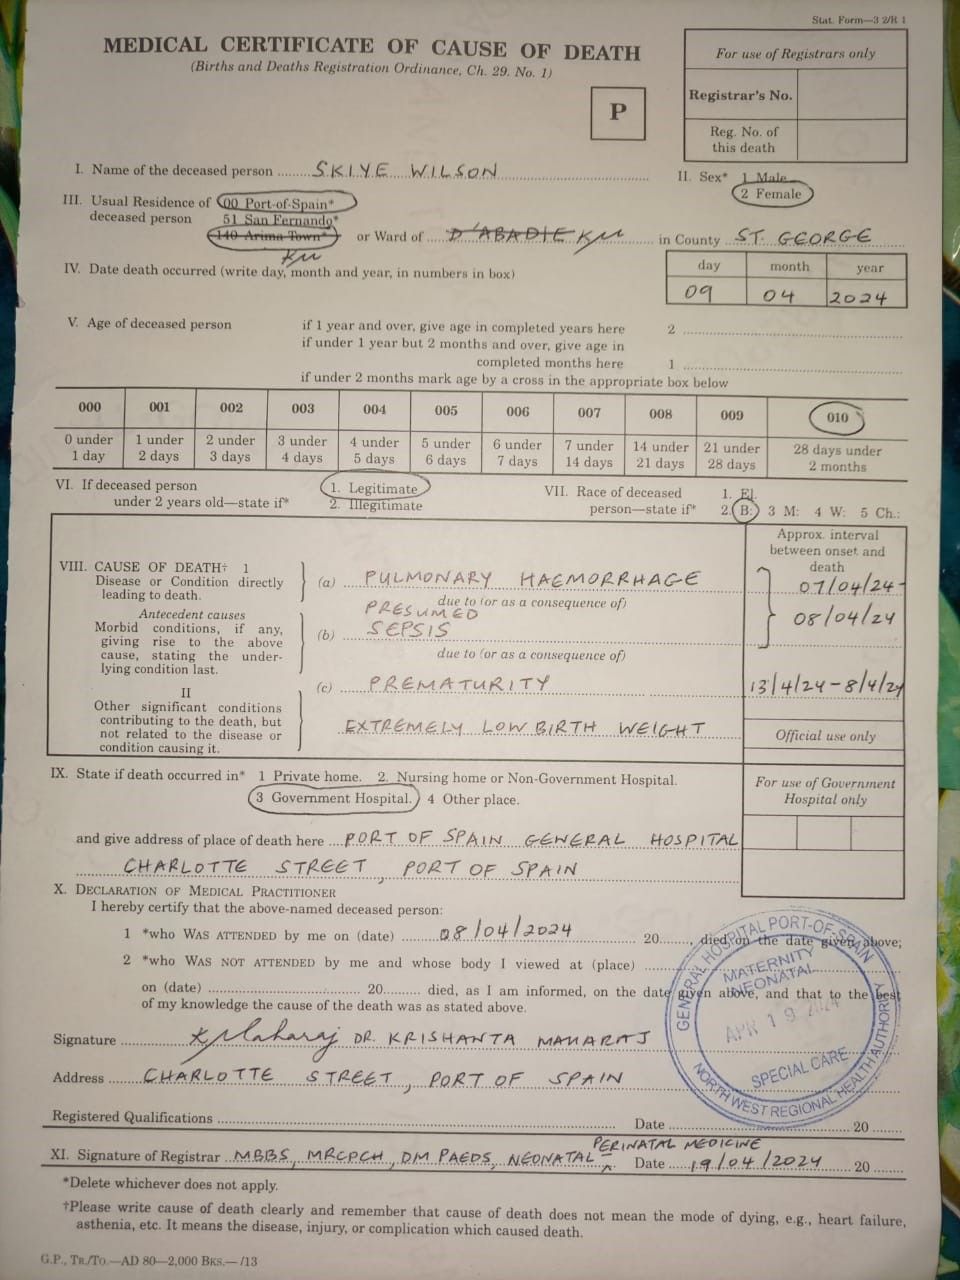 Stat. Form—3 2/R 1
MEDICAL CERTIFICATE OF CAUSE OF DEATH
(Births and Deaths Registration Ordinance, Ch. 29. No. 1)
For use of Registrars only
Registrar's No.
P
Reg. No. of
this death
I. Name of the deceased person SKIYE WILSON
II. Sex* 1 Male
2 Female
III. Usual Residence of 00 Port-of-Spain*
deceased person 51 San Fernando*
140 Arima Town* or Ward of D'ABADIE KM in County ST. GEORGE
KM
IV. Date death occurred (write day, month and year, in numbers in box)
day month year
09 04 2024
V. Age of deceased person if 1 year and over, give age in completed years here 2
if under 1 year but 2 months and over, give age in
completed months here 1
if under 2 months mark age by a cross in the appropriate box below
000 001 002 003 004 005 006 007 008 009 010
0 under 1 under 2 under 3 under 4 under 5 under 6 under 7 under 14 under 21 under 28 days under
1 day 2 days 3 days 4 days 5 days 6 days 7 days 14 days 21 days 28 days 2 months
VI. If deceased person 1. Legitimate VII. Race of deceased 1. E.I.
under 2 years old—state if* 2. Illegitimate person—state if* 2. B: 3 M: 4 W: 5 Ch.:
Approx. interval
between onset and
death
VIII. CAUSE OF DEATH† 1
Disease or Condition directly (a) PULMONARY HAEMORRHAGE 07/04/24-
leading to death.
due to (or as a consequence of)
Antecedent causes PRESUMED 08/04/24
Morbid conditions, if any, (b) SEPSIS
giving rise to the above
cause, stating the under- due to (or as a consequence of)
lying condition last.
(c) PREMATURITY 13/4/24-8/4/24
II
Other significant conditions
contributing to the death, but EXTREMELY LOW BIRTH WEIGHT
not related to the disease or Official use only
condition causing it.
IX. State if death occurred in* 1 Private home. 2. Nursing home or Non-Government Hospital.
3 Government Hospital. 4 Other place.
For use of Government
Hospital only
and give address of place of death here PORT OF SPAIN GENERAL HOSPITAL
CHARLOTTE STREET, PORT OF SPAIN
X. DECLARATION OF MEDICAL PRACTITIONER
I hereby certify that the above-named deceased person:
1 *who WAS ATTENDED by me on (date) 08/04/2024 20 , died, on the date given above;
2 *who WAS NOT ATTENDED by me and whose body I viewed at (place)
on (date) 20 died, as I am informed, on the date given above, and that to the best
of my knowledge the cause of the death was as stated above.
GENERAL HOSPITAL PORT-OF-SPAIN
MATERNITY
NEONATAL
APR 19 2024
SPECIAL CARE
NORTH WEST REGIONAL HEALTH AUTHORITY
Signature KMaharaj DR. KRISHANTA MAHARAJ
Address CHARLOTTE STREET, PORT OF SPAIN
Registered Qualifications Date 20
PERINATAL MEDICINE
XI. Signature of Registrar MBBS, MRCPCH, DM PAEDS, NEONATAL Date 19/04/2024 20
*Delete whichever does not apply.
†Please write cause of death clearly and remember that cause of death does not mean the mode of dying, e.g., heart failure,
asthenia, etc. It means the disease, injury, or complication which caused death.
G.P., TR./TO.—AD 80—2,000 BKS.— /13